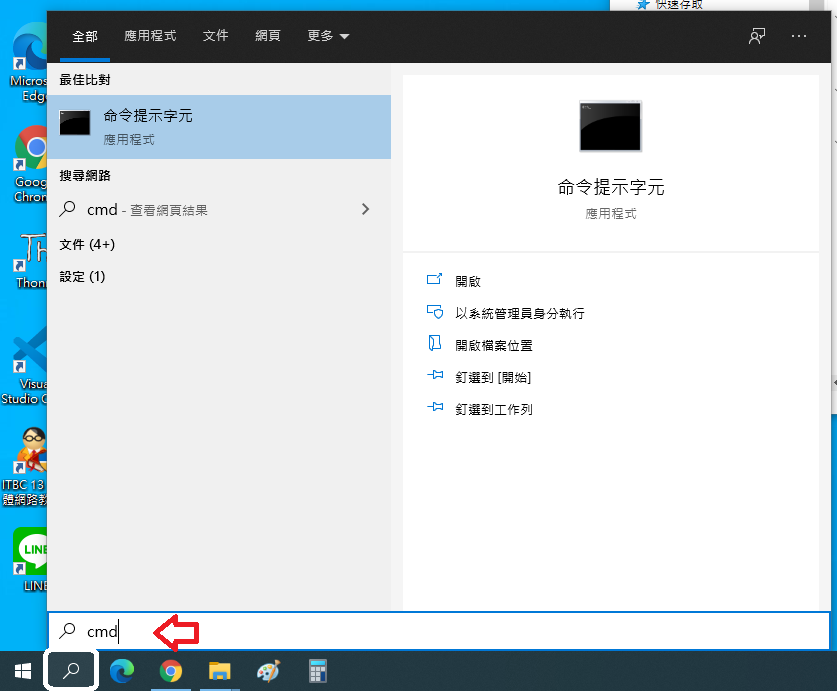 快速存取
全部 應用程式 文件 網頁 更多
最佳比對
命令提示字元
應用程式
搜尋網路
cmd - 查看網頁結果
文件 (4+)
設定 (1)
命令提示字元
應用程式
開啟
以系統管理員身分執行
開啟檔案位置
釘選到 [開始]
釘選到工作列
Micros
Edge
Goog
Chron
Th
Thonn
Visua
Studio C
ITBC 13
體網路教
LINE
LINE
cmd